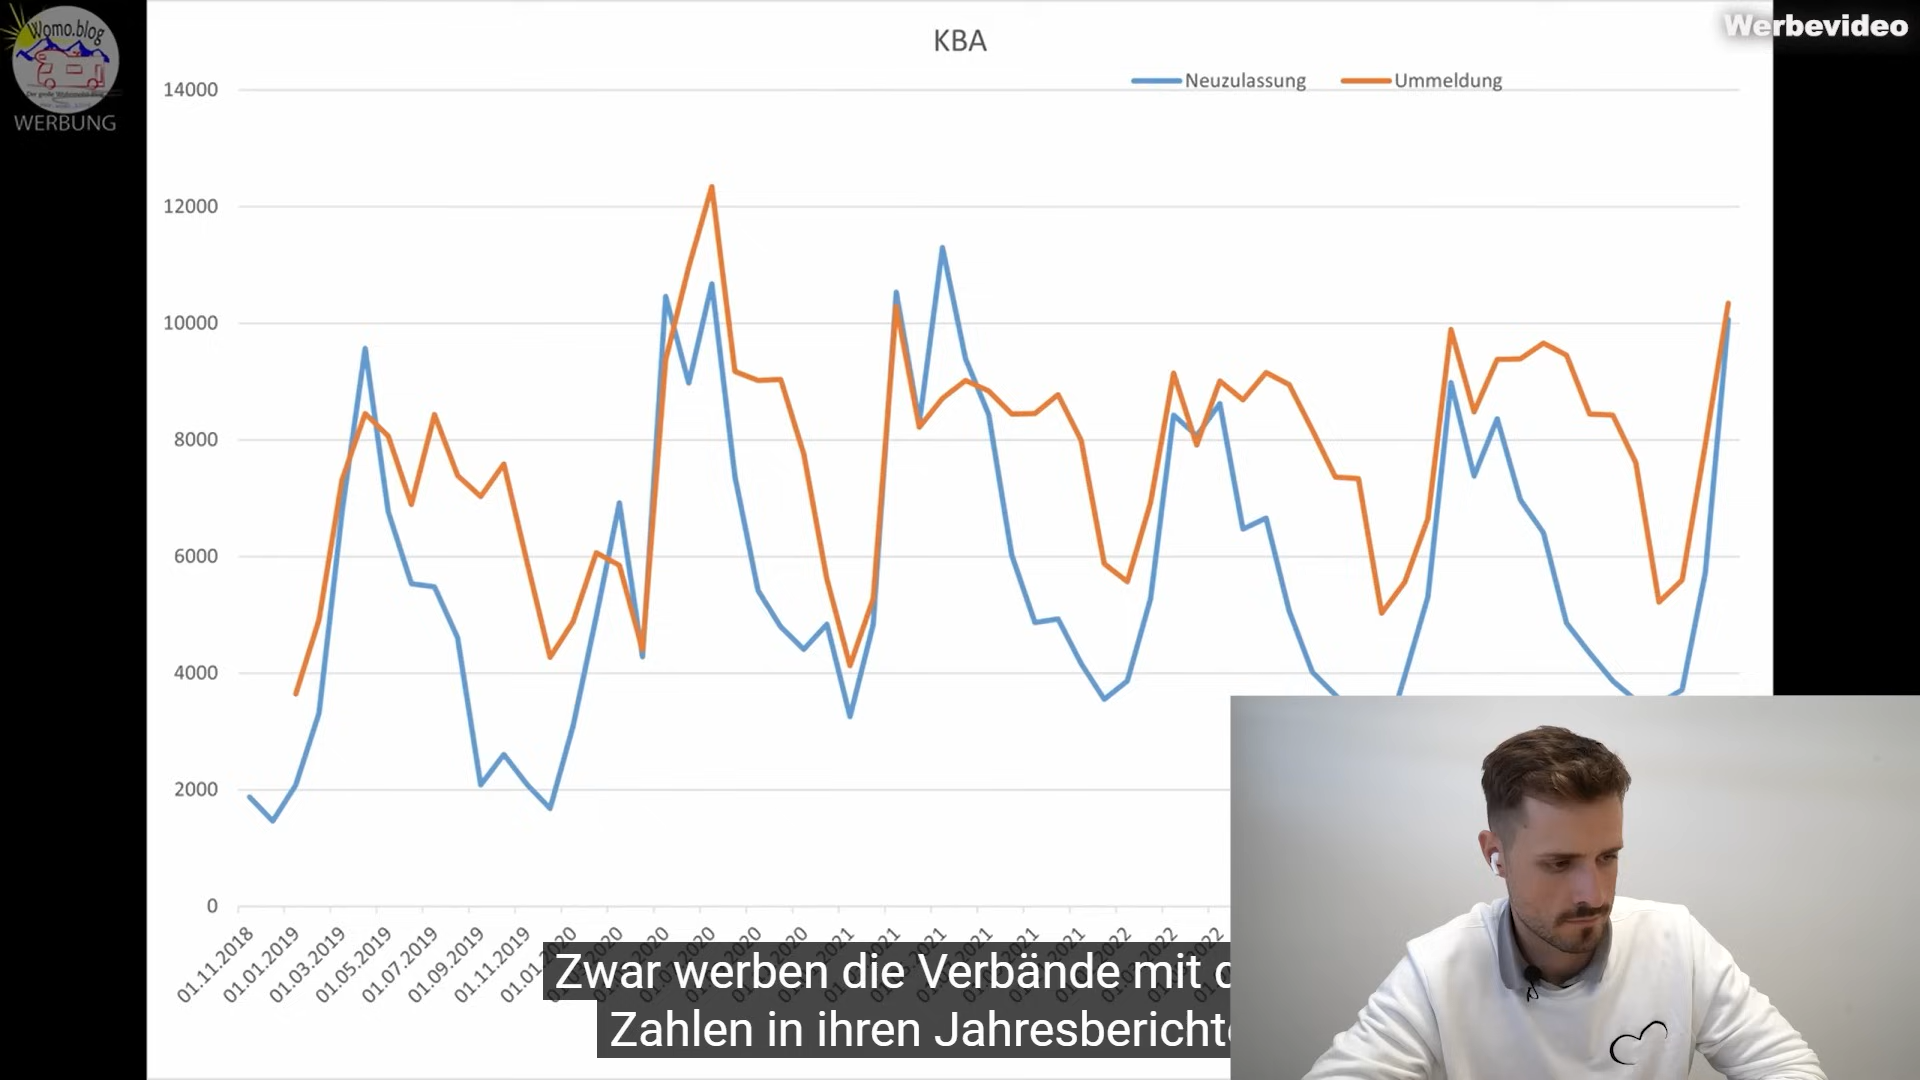 Womo.blog
WERBUNG
Werbevideo
KBA
Neuzulassung
Ummeldung
14000
12000
10000
8000
6000
4000
2000
0
01.11.2018
01.01.2019
01.03.2019
01.05.2019
01.07.2019
01.09.2019
01.11.2019
Zwar werben die Verbände mit
Zahlen in ihren